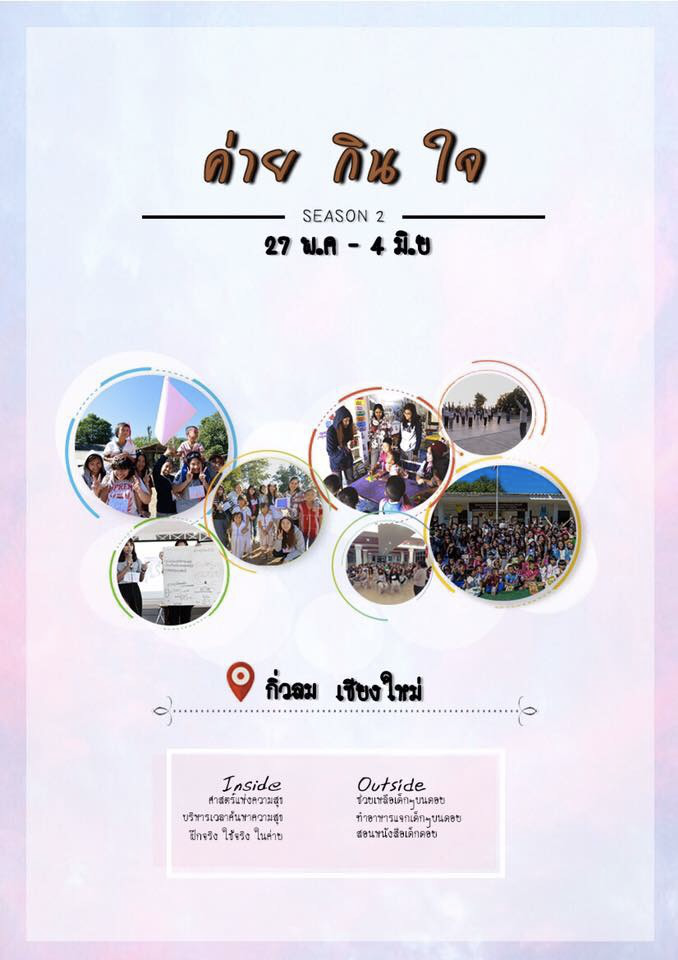 ค่าย กิน ใจ
SEASON 2
27 พ.ค - 4 มิ.ย
กิ่วลม เชียงใหม่
Inside
ศาสตร์แห่งความสุข
บริหารเวลาค้นหาความสุข
ฝึกจริง ใช้จริง ในค่าย
Outside
ช่วยเหลือเด็กๆบนดอย
ทำอาหารแจกเด็กๆบนดอย
สอนหนังสือเด็กดอย